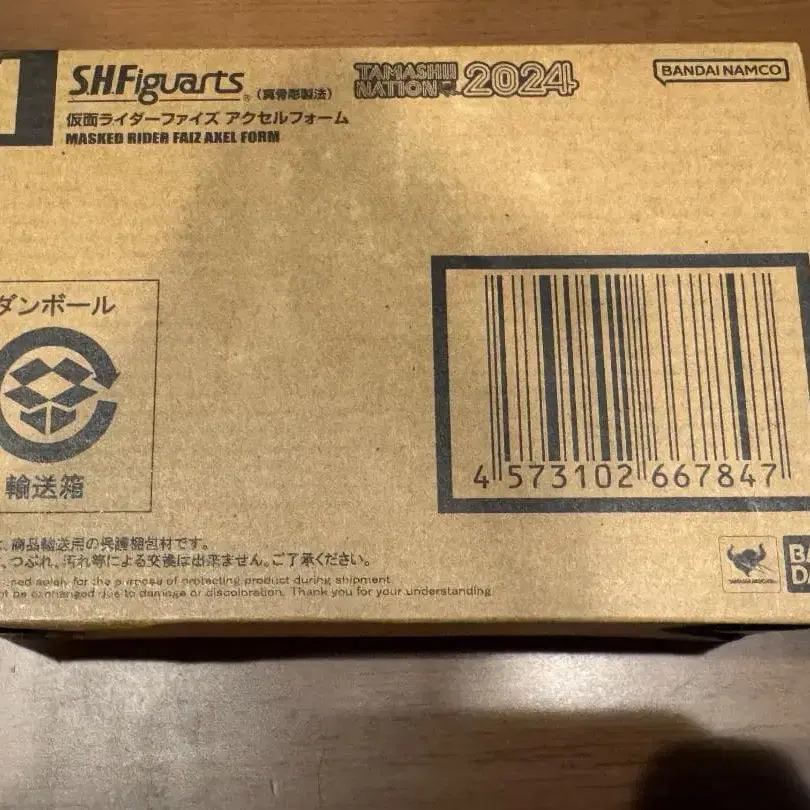 S.H.Figuarts® (真骨彫製法)
TAMASHII NATION 2024
BANDAI NAMCO
仮面ライダーファイズ アクセルフォーム
MASKED RIDER FAIZ AXEL FORM
ダンボール
輸送箱
4 573102 667847
商品輸送用の保護梱包材です。
つぶれ、汚れ等による交換は出来ません。ご了承ください。
solely for the purpose of protecting product during shipment.
be exchanged due to damage or discoloration. Thank you for your understanding.